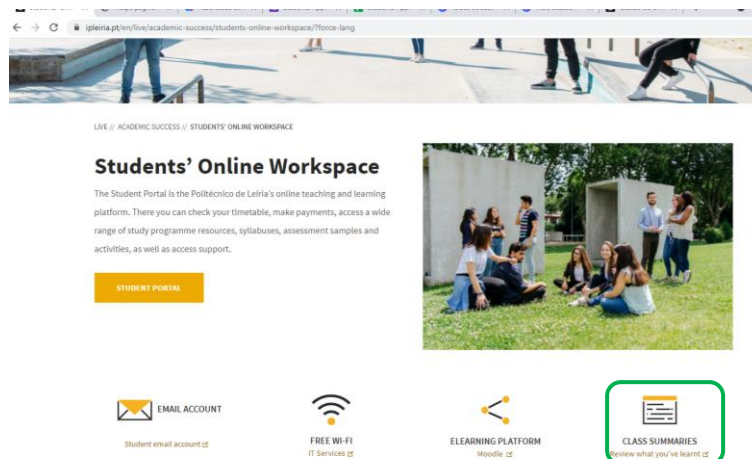 ipleiria.pt/en/live/academic-success/students-online-workspace/?force-lang
LIVE // ACADEMIC SUCCESS // STUDENTS' ONLINE WORKSPACE
Students' Online Workspace
The Student Portal is the Politécnico de Leiria's online teaching and learning
platform. There you can check your timetable, make payments, access a wide
range of study programme resources, syllabuses, assessment samples and
activities, as well as access support.
STUDENT PORTAL
EMAIL ACCOUNT
Student email account
FREE WI-FI
IT Services
ELEARNING PLATFORM
Moodle
CLASS SUMMARIES
Review what you've learnt